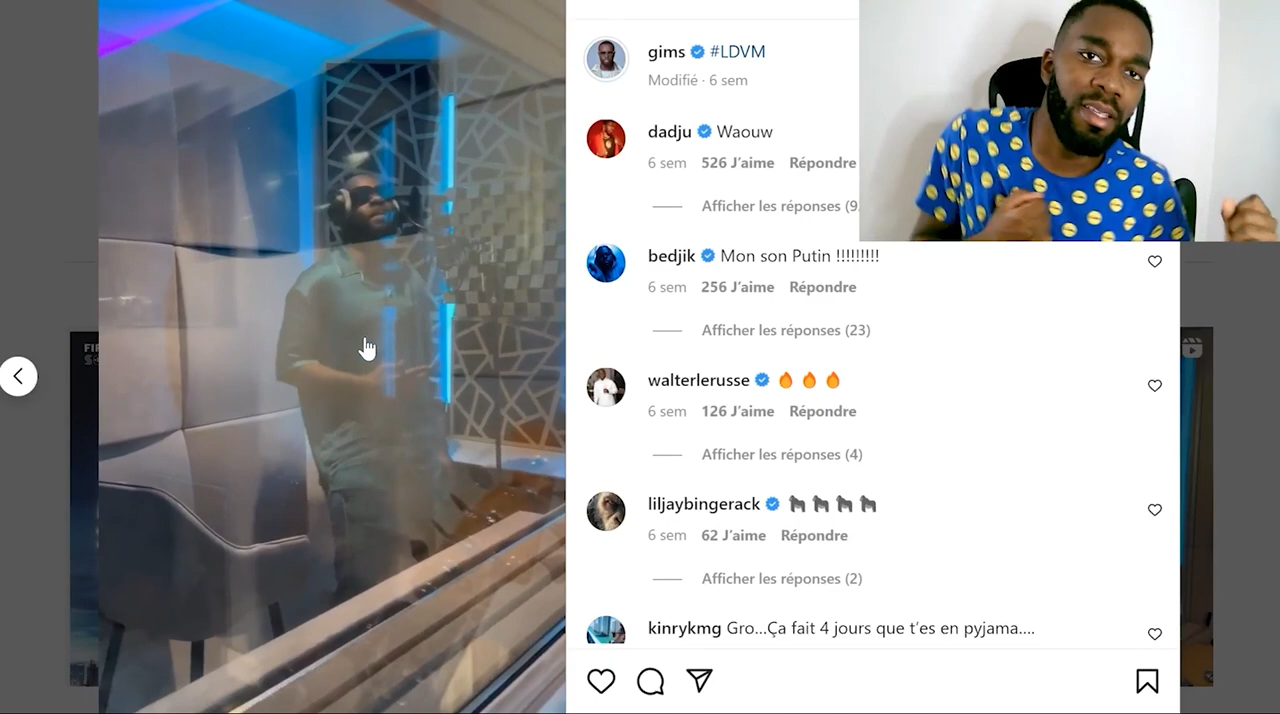 gims #LDVM
Modifié · 6 sem
dadju Waouw
6 sem 526 J'aime Répondre
Afficher les réponses (9
bedjik Mon son Putin !!!!!!!!!
6 sem 256 J'aime Répondre
Afficher les réponses (23)
walterlerusse 🔥 🔥 🔥
6 sem 126 J'aime Répondre
Afficher les réponses (4)
liljaybingerack 🦍 🦍 🦍 🦍
6 sem 62 J'aime Répondre
Afficher les réponses (2)
kinrykmg Gro...Ça fait 4 jours que t'es en pyjama....